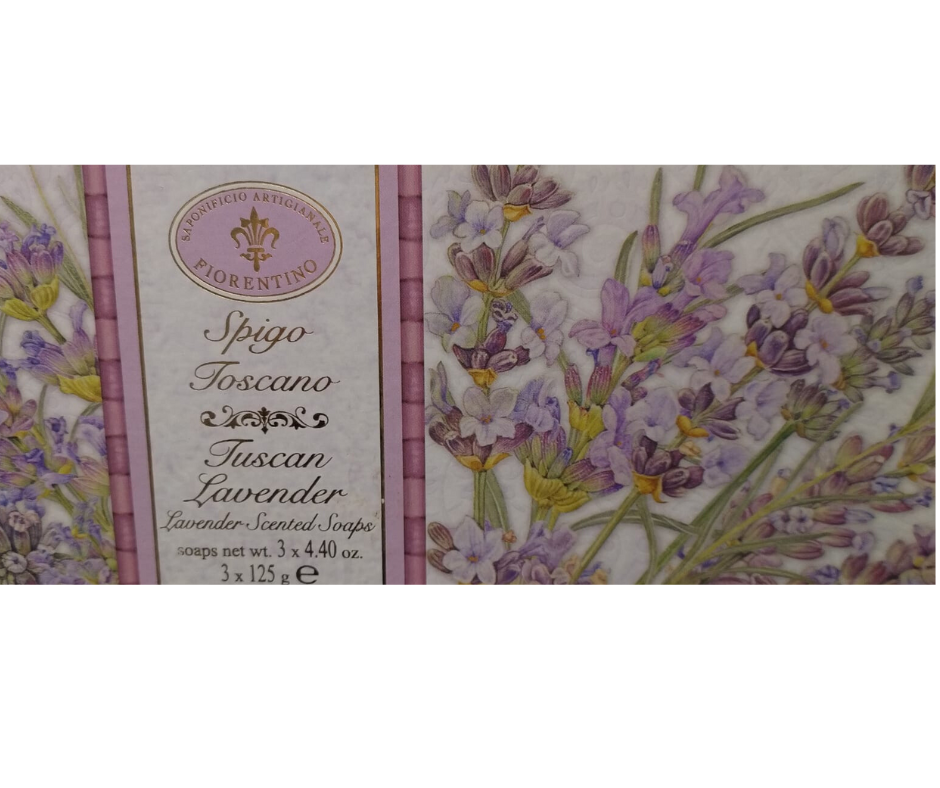 SAPONIFICIO ARTIGIANALE
FIORENTINO
Spigo
Toscano
Tuscan
Lavender
Lavender Scented Soaps
soaps net wt. 3 x 4.40 oz.
3 x 125 g e